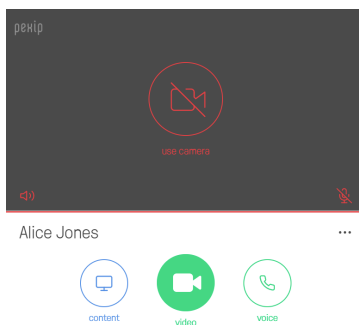 pexip
use camera
Alice Jones
content
video
voice